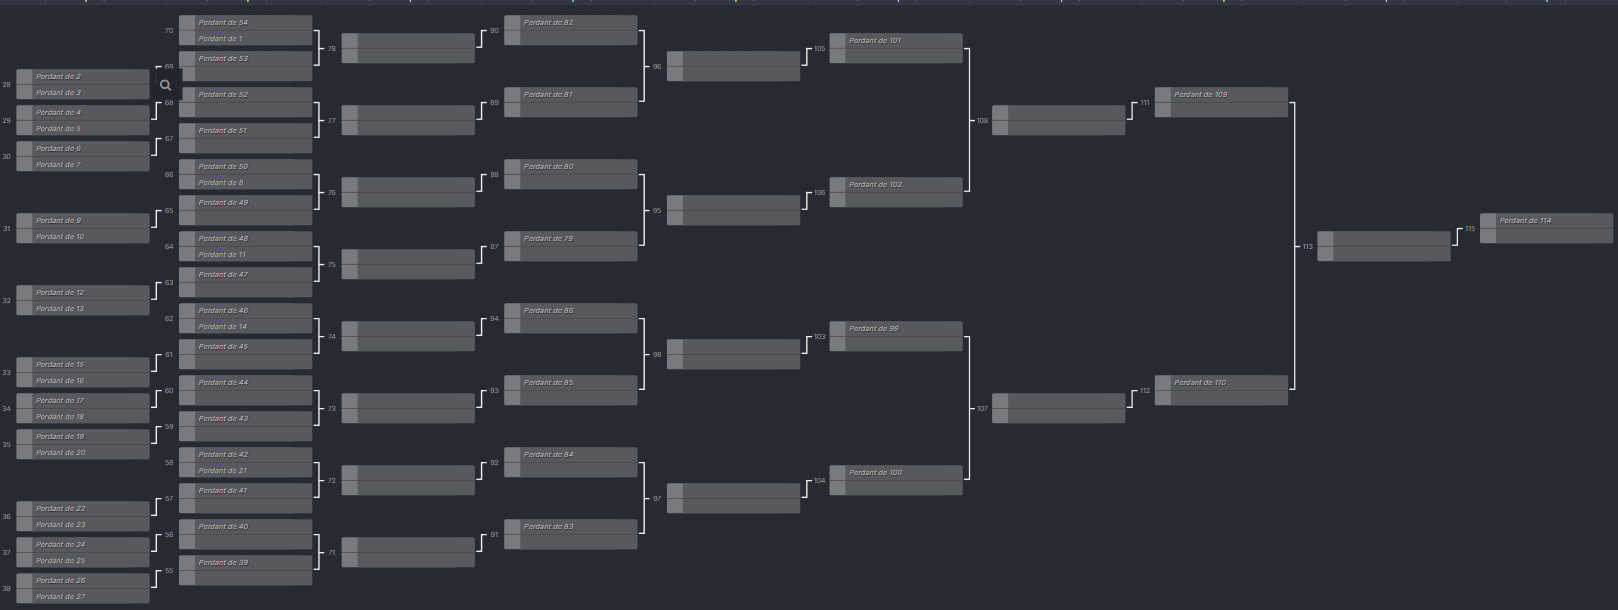 28
Perdant de 2
Perdant de 3
29
Perdant de 4
Perdant de 5
30
Perdant de 6
Perdant de 7
31
Perdant de 9
Perdant de 10
32
Perdant de 12
Perdant de 13
33
Perdant de 15
Perdant de 16
34
Perdant de 17
Perdant de 18
35
Perdant de 19
Perdant de 20
36
Perdant de 22
Perdant de 23
37
Perdant de 24
Perdant de 25
38
Perdant de 26
Perdant de 27
70
Perdant de 54
Perdant de 1
69
Perdant de 53
68
Perdant de 52
67
Perdant de 51
66
Perdant de 50
Perdant de 8
65
Perdant de 49
64
Perdant de 48
Perdant de 11
63
Perdant de 47
62
Perdant de 46
Perdant de 14
61
Perdant de 45
60
Perdant de 44
59
Perdant de 43
58
Perdant de 42
Perdant de 21
57
Perdant de 41
56
Perdant de 40
55
Perdant de 39
78
77
76
75
74
73
72
71
90
Perdant de 82
89
Perdant de 81
88
Perdant de 80
87
Perdant de 79
94
Perdant de 86
93
Perdant de 85
92
Perdant de 84
91
Perdant de 83
96
95
98
97
105
Perdant de 101
106
Perdant de 102
103
Perdant de 99
104
Perdant de 100
108
107
111
Perdant de 109
112
Perdant de 110
113
115
Perdant de 114